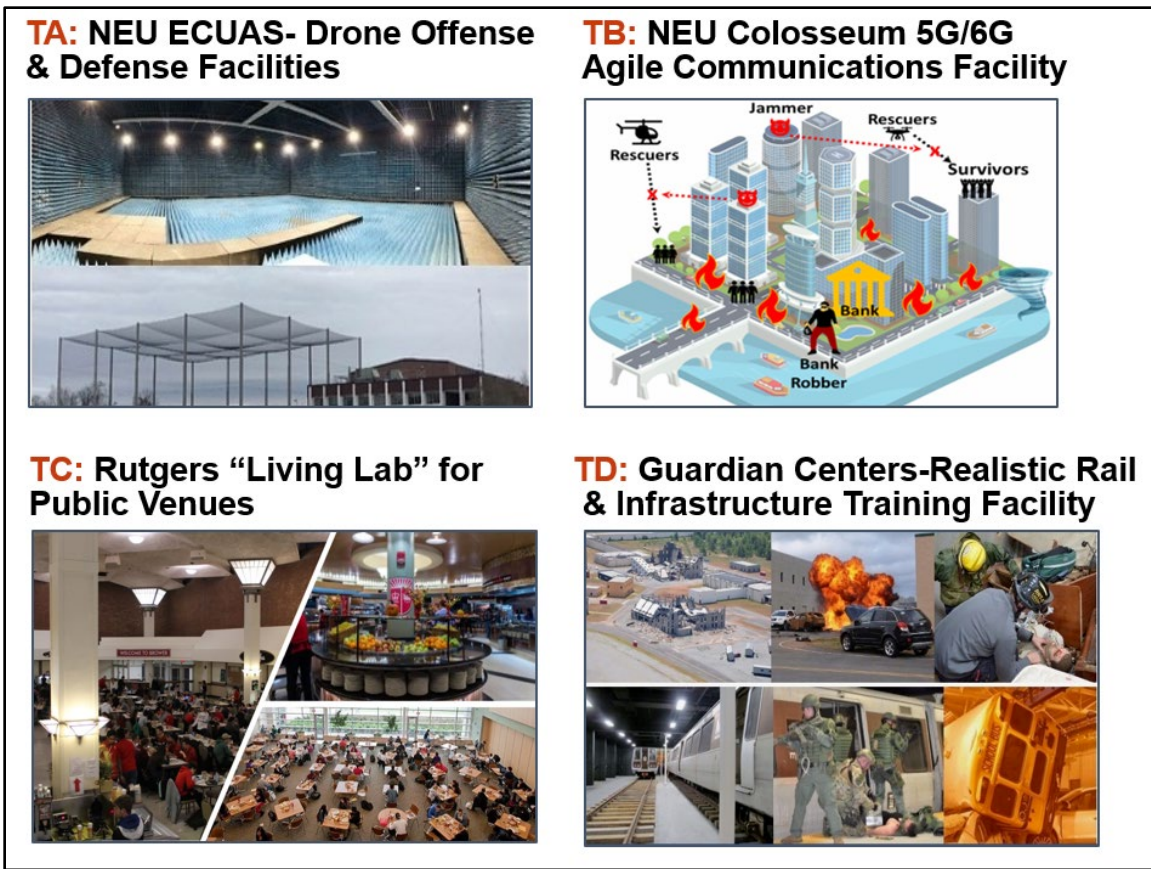 TA: NEU ECUAS- Drone Offense
& Defense Facilities
TB: NEU Colosseum 5G/6G
Agile Communications Facility
Jammer
Rescuers
Rescuers
Survivors
Bank
Bank
Robber
TC: Rutgers “Living Lab” for
Public Venues
WELCOME TO BROWER
TD: Guardian Centers-Realistic Rail
& Infrastructure Training Facility
SCHOOL BUS